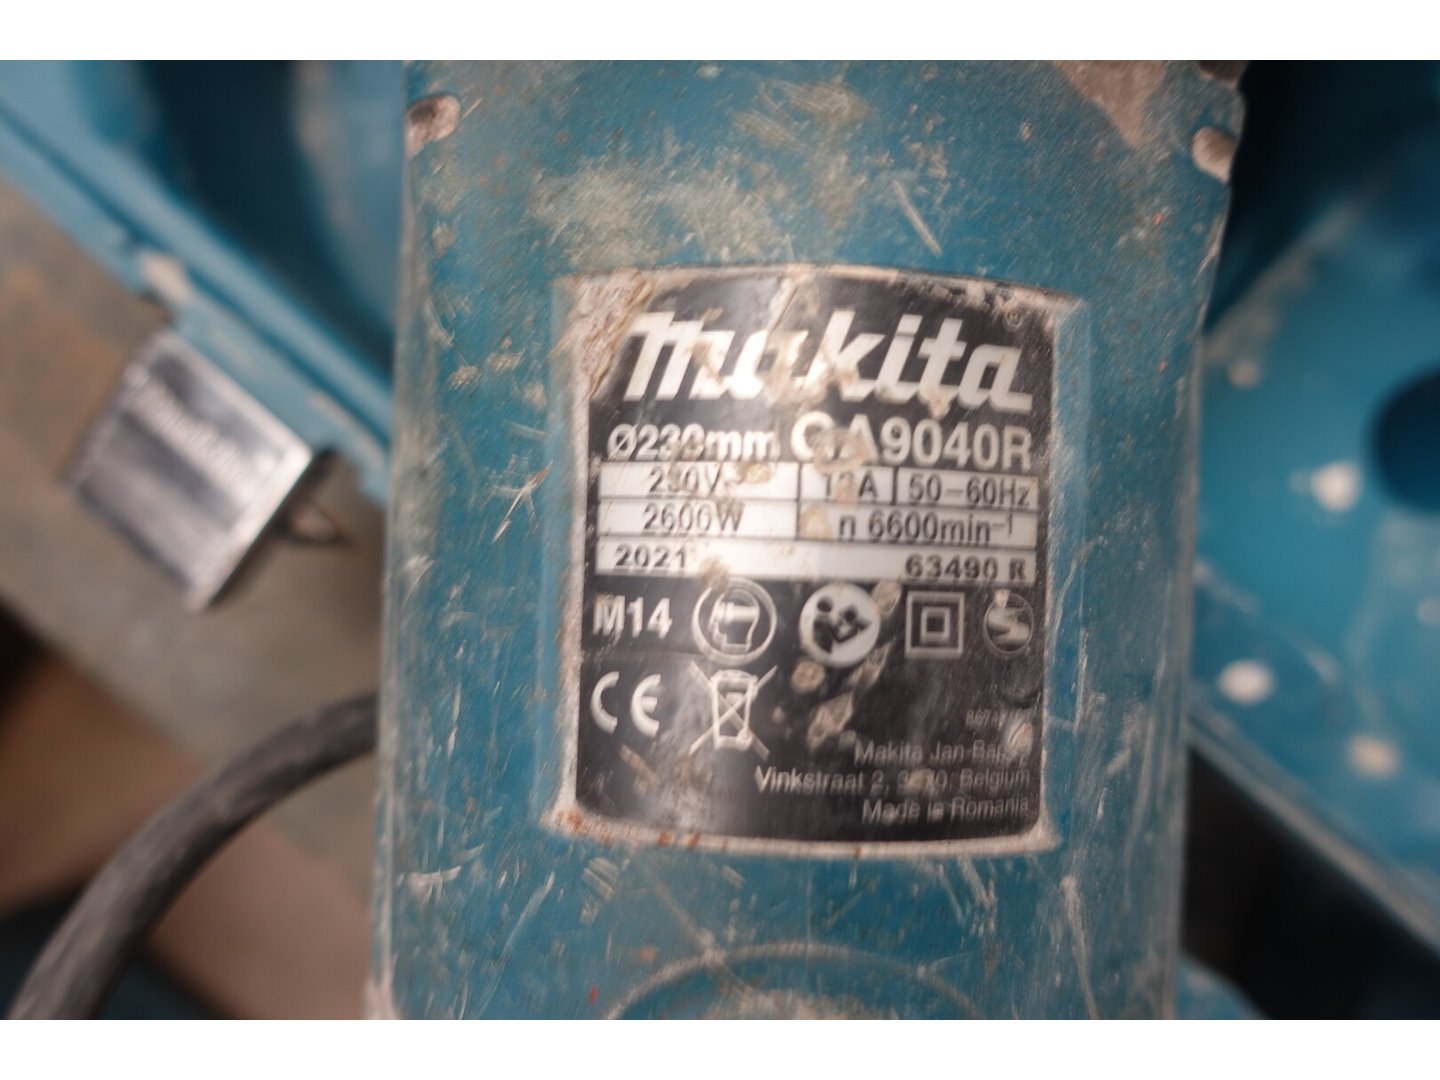 makita
Ø230mm GA9040R
230V~ 50–60Hz
2600W n 6600min⁻¹
2021 63490 R
M14
CE
Makita Jan-Bap
Vinkstraat 2, Belgium
Made in Romania